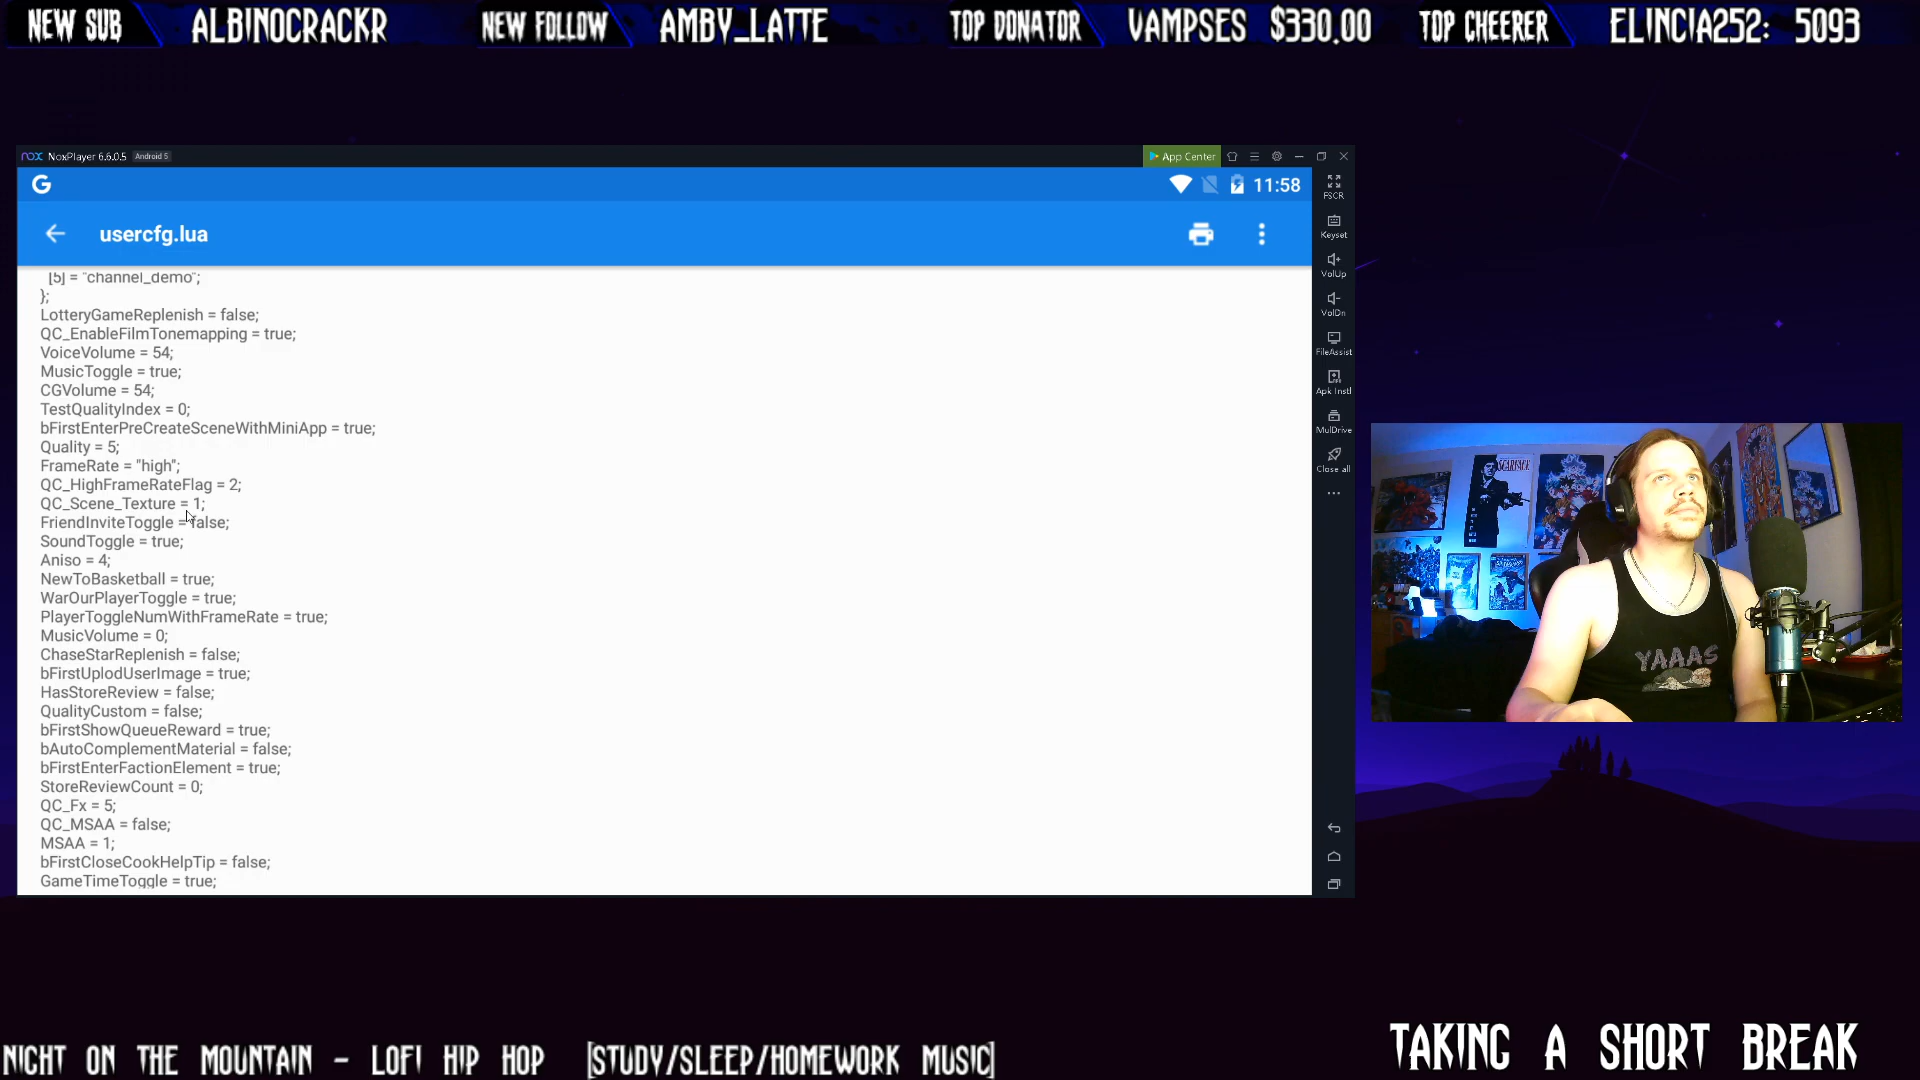 NEW SUB ALBINOCRACKR NEW FOLLOW AMBY_LATTE TOP DONATOR VAMPSES $330.00 TOP CHEERER ELINCIA252: 5093
nox NoxPlayer 6.6.0.5 Android 5 App Center
G 11:58
usercfg.lua
[5] = "channel_demo";
};
LotteryGameReplenish = false;
QC_EnableFilmTonemapping = true;
VoiceVolume = 54;
MusicToggle = true;
CGVolume = 54;
TestQualityIndex = 0;
bFirstEnterPreCreateSceneWithMiniApp = true;
Quality = 5;
FrameRate = "high";
QC_HighFrameRateFlag = 2;
QC_Scene_Texture = 1;
FriendInviteToggle = false;
SoundToggle = true;
Aniso = 4;
NewToBasketball = true;
WarOurPlayerToggle = true;
PlayerToggleNumWithFrameRate = true;
MusicVolume = 0;
ChaseStarReplenish = false;
bFirstUplodUserImage = true;
HasStoreReview = false;
QualityCustom = false;
bFirstShowQueueReward = true;
bAutoComplementMaterial = false;
bFirstEnterFactionElement = true;
StoreReviewCount = 0;
QC_Fx = 5;
QC_MSAA = false;
MSAA = 1;
bFirstCloseCookHelpTip = false;
GameTimeToggle = true;
FSCR
Keyset
VolUp
VolDn
FileAssist
Apk Instl
MulDrive
Close all
SCARFACE
YAAAS
NIGHT ON THE MOUNTAIN - LOFI HIP HOP [STUDY/SLEEP/HOMEWORK MUSIC]
TAKING A SHORT BREAK